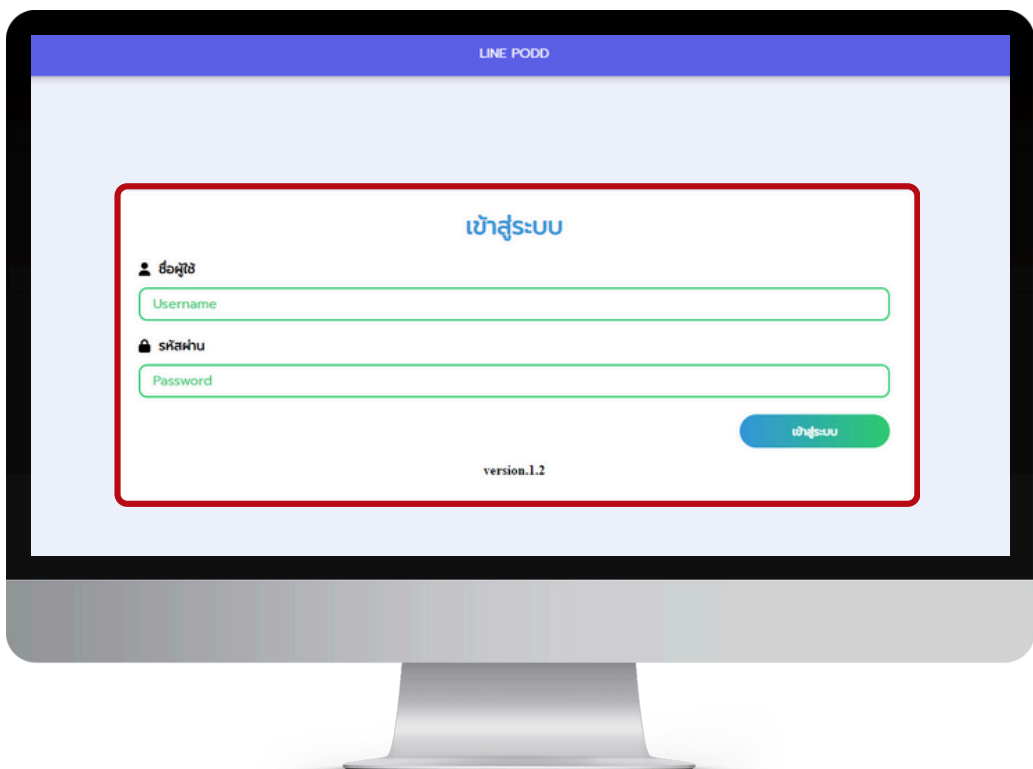 LINE PODD
เข้าสู่ระบบ
ชื่อผู้ใช้
Username
รหัสผ่าน
Password
เข้าสู่ระบบ
version.1.2